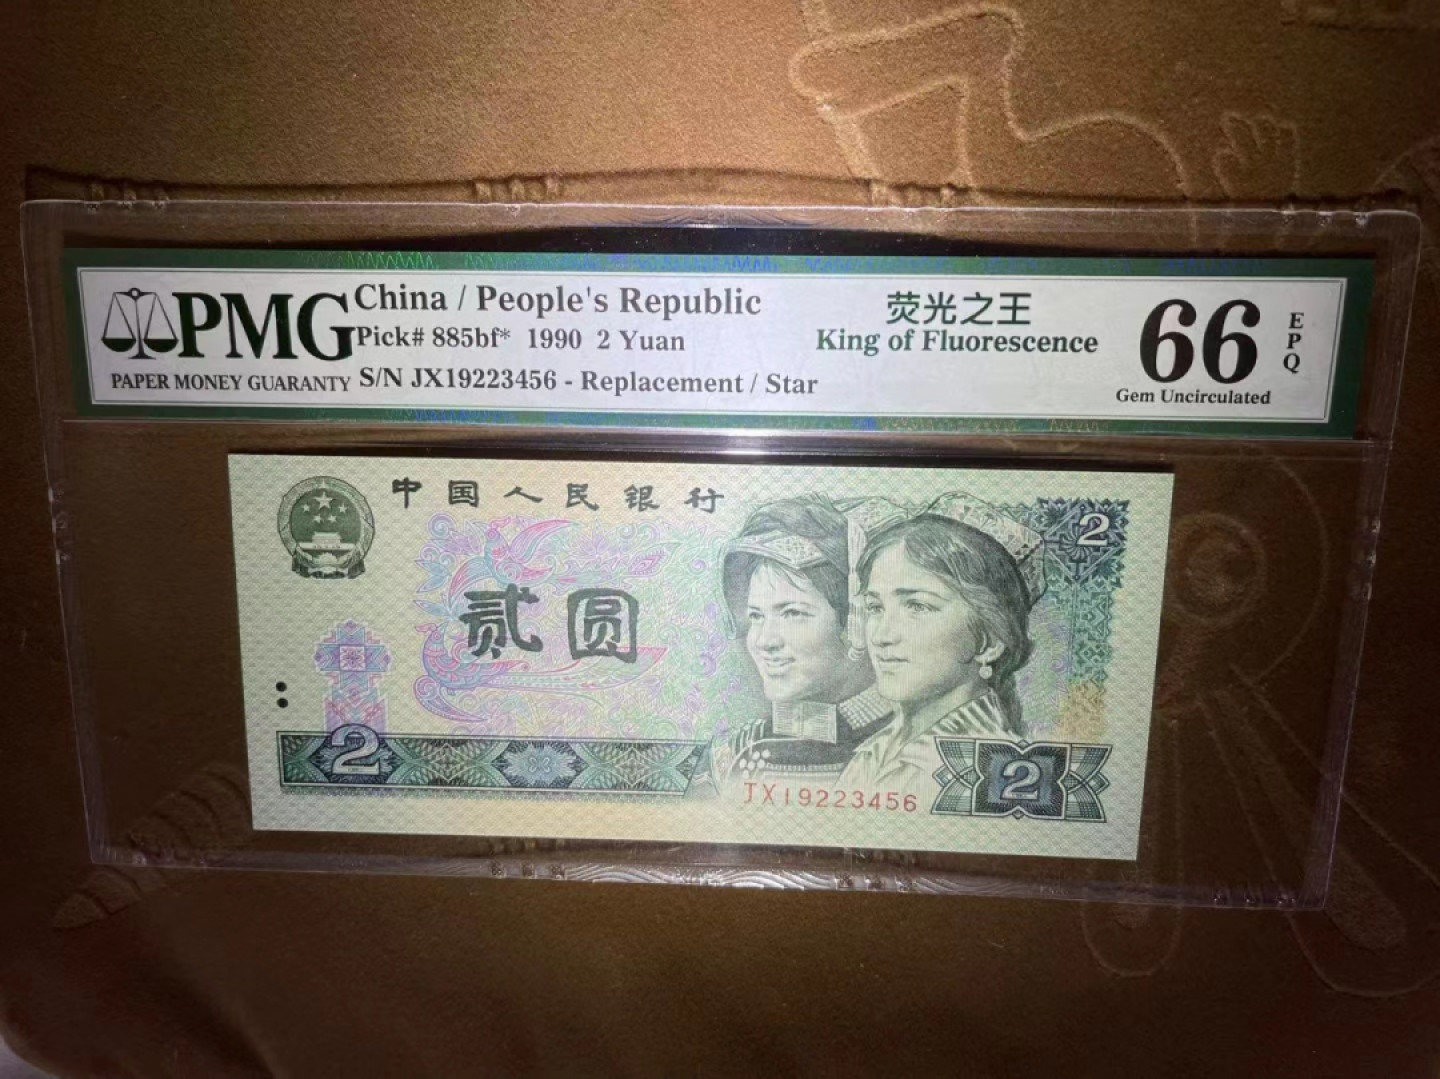 PMG
PAPER MONEY GUARANTY
China / People's Republic
Pick# 885bf* 1990 2 Yuan
S/N JX19223456 - Replacement / Star
荧光之王
King of Fluorescence
66
Gem Uncirculated
EPQ
中国人民银行
2
贰圆
2
JX19223456
2